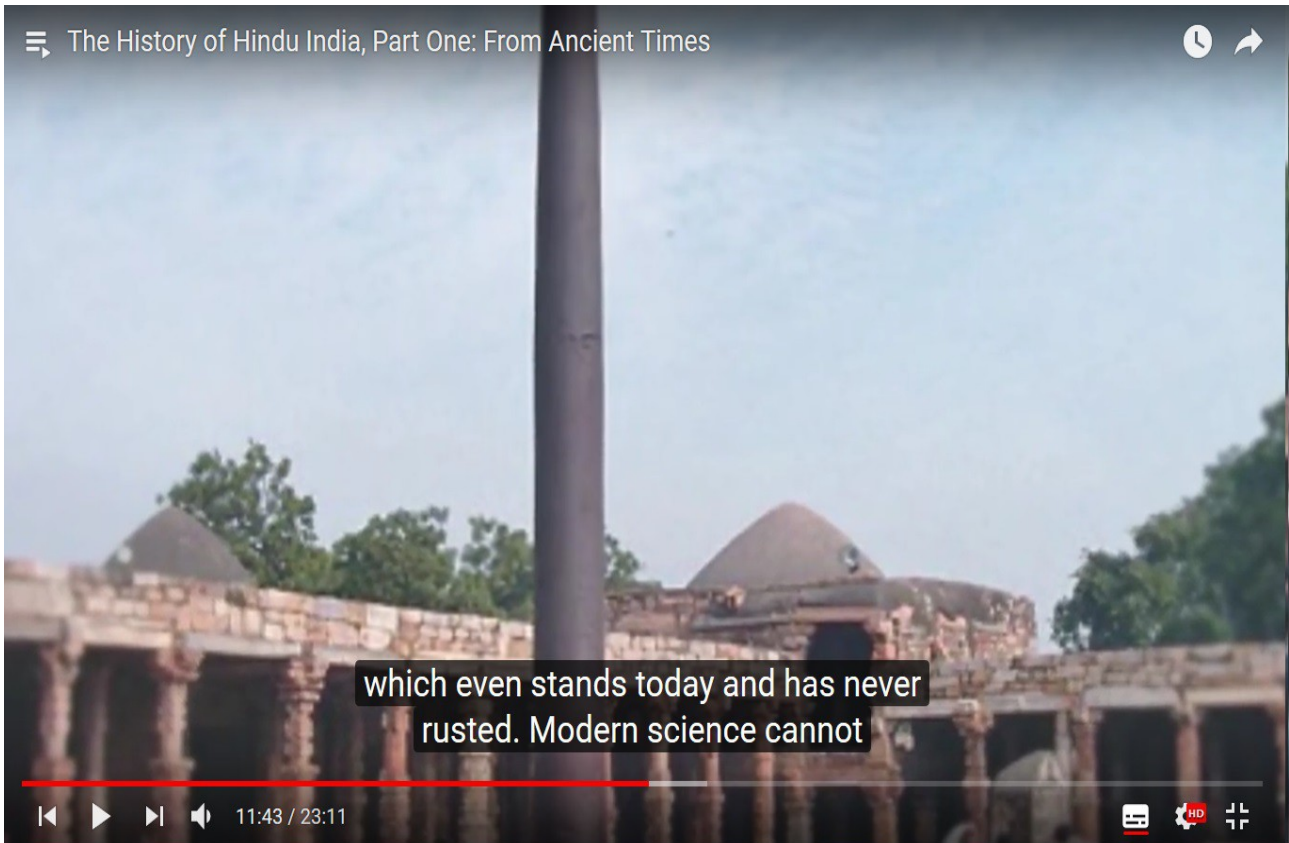 The History of Hindu India, Part One: From Ancient Times
which even stands today and has never
rusted. Modern science cannot
11:43 / 23:11
HD